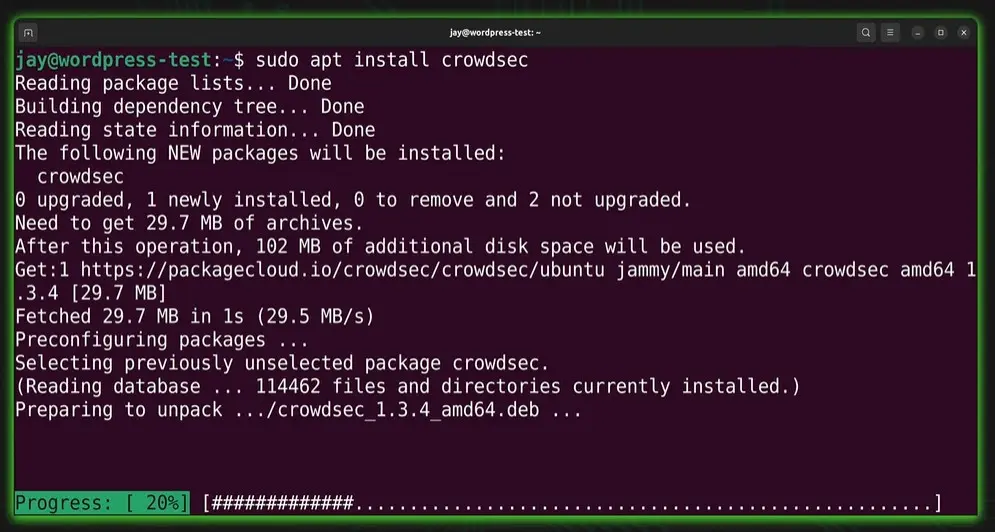 jay@wordpress-test: ~
jay@wordpress-test:~$ sudo apt install crowdsec
Reading package lists... Done
Building dependency tree... Done
Reading state information... Done
The following NEW packages will be installed:
  crowdsec
0 upgraded, 1 newly installed, 0 to remove and 2 not upgraded.
Need to get 29.7 MB of archives.
After this operation, 102 MB of additional disk space will be used.
Get:1 https://packagecloud.io/crowdsec/crowdsec/ubuntu jammy/main amd64 crowdsec amd64 1
.3.4 [29.7 MB]
Fetched 29.7 MB in 1s (29.5 MB/s)
Preconfiguring packages ...
Selecting previously unselected package crowdsec.
(Reading database ... 114462 files and directories currently installed.)
Preparing to unpack .../crowdsec_1.3.4_amd64.deb ...
Progress: [ 20%] [#############.....................................................]